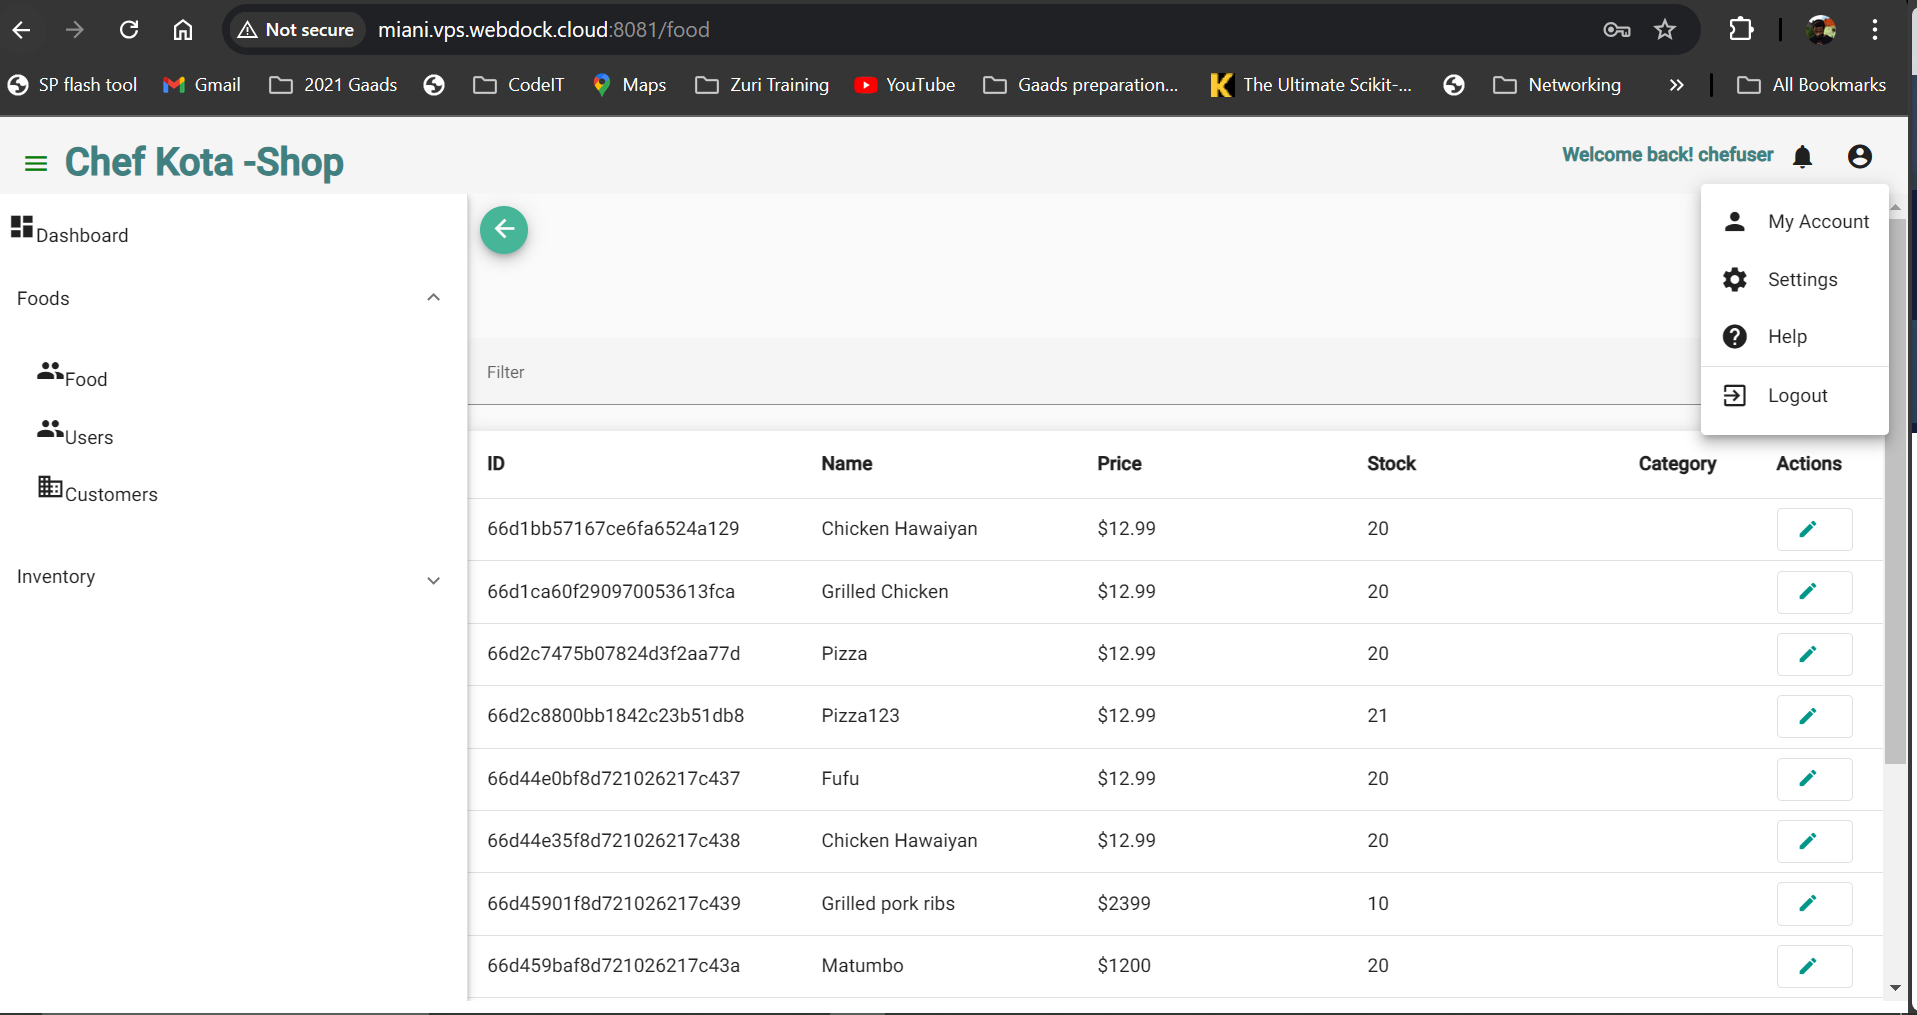 Not secure miani.vps.webdock.cloud:8081/food
SP flash tool Gmail 2021 Gaads CodeIT Maps Zuri Training YouTube Gaads preparation... The Ultimate Scikit-... Networking » All Bookmarks
Chef Kota -Shop
Welcome back! chefuser
Dashboard
Foods
Food
Users
Customers
Inventory
My Account
Settings
Help
Logout
Filter
ID Name Price Stock Category Actions
66d1bb57167ce6fa6524a129 Chicken Hawaiyan $12.99 20
66d1ca60f290970053613fca Grilled Chicken $12.99 20
66d2c7475b07824d3f2aa77d Pizza $12.99 20
66d2c8800bb1842c23b51db8 Pizza123 $12.99 21
66d44e0bf8d721026217c437 Fufu $12.99 20
66d44e35f8d721026217c438 Chicken Hawaiyan $12.99 20
66d45901f8d721026217c439 Grilled pork ribs $2399 10
66d459baf8d721026217c43a Matumbo $1200 20